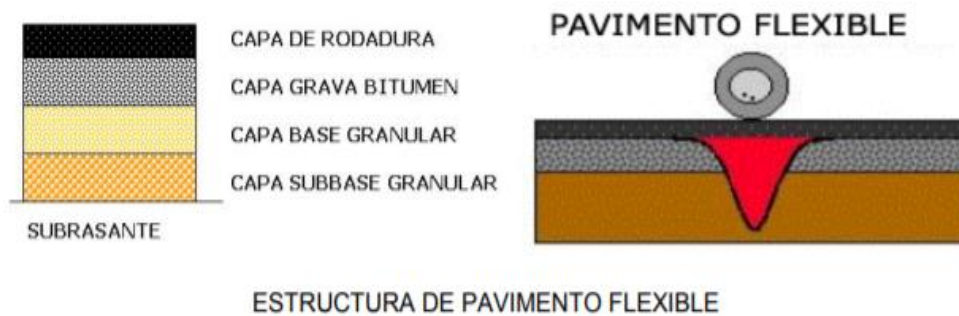 CAPA DE RODADURA
CAPA GRAVA BITUMEN
CAPA BASE GRANULAR
CAPA SUBBASE GRANULAR
SUBRASANTE
PAVIMENTO FLEXIBLE
ESTRUCTURA DE PAVIMENTO FLEXIBLE